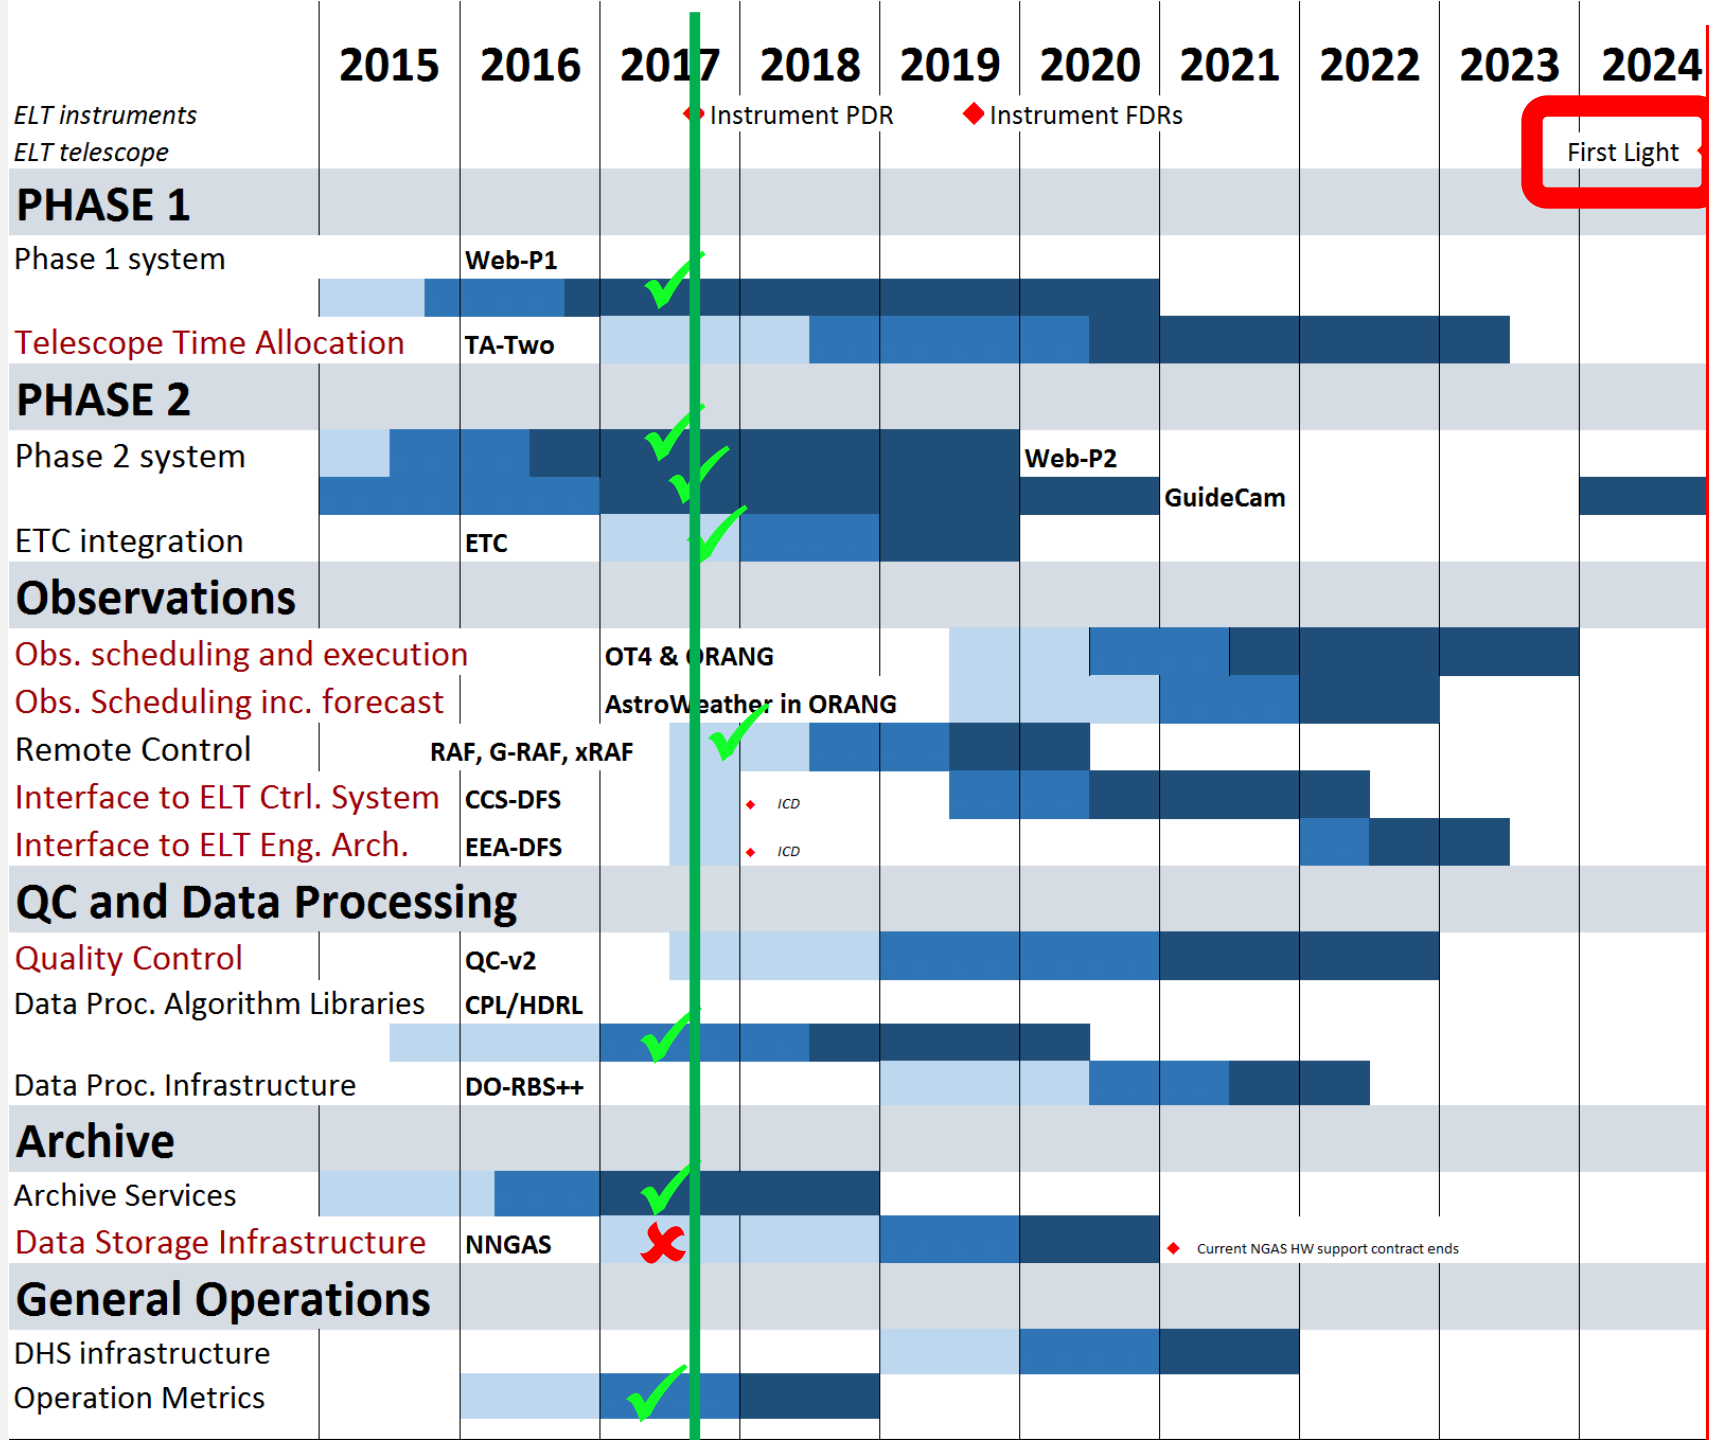 2015 2016 2017 2018 2019 2020 2021 2022 2023 2024
ELT instruments Instrument PDR Instrument FDRs
ELT telescope First Light
PHASE 1
Phase 1 system Web-P1
Telescope Time Allocation TA-Two
PHASE 2
Phase 2 system Web-P2
GuideCam
ETC integration ETC
Observations
Obs. scheduling and execution OT4 & ORANG
Obs. Scheduling inc. forecast AstroWeather in ORANG
Remote Control RAF, G-RAF, xRAF
Interface to ELT Ctrl. System CCS-DFS ICD
Interface to ELT Eng. Arch. EEA-DFS ICD
QC and Data Processing
Quality Control QC-v2
Data Proc. Algorithm Libraries CPL/HDRL
Data Proc. Infrastructure DO-RBS++
Archive
Archive Services
Data Storage Infrastructure NNGAS Current NGAS HW support contract ends
General Operations
DHS infrastructure
Operation Metrics